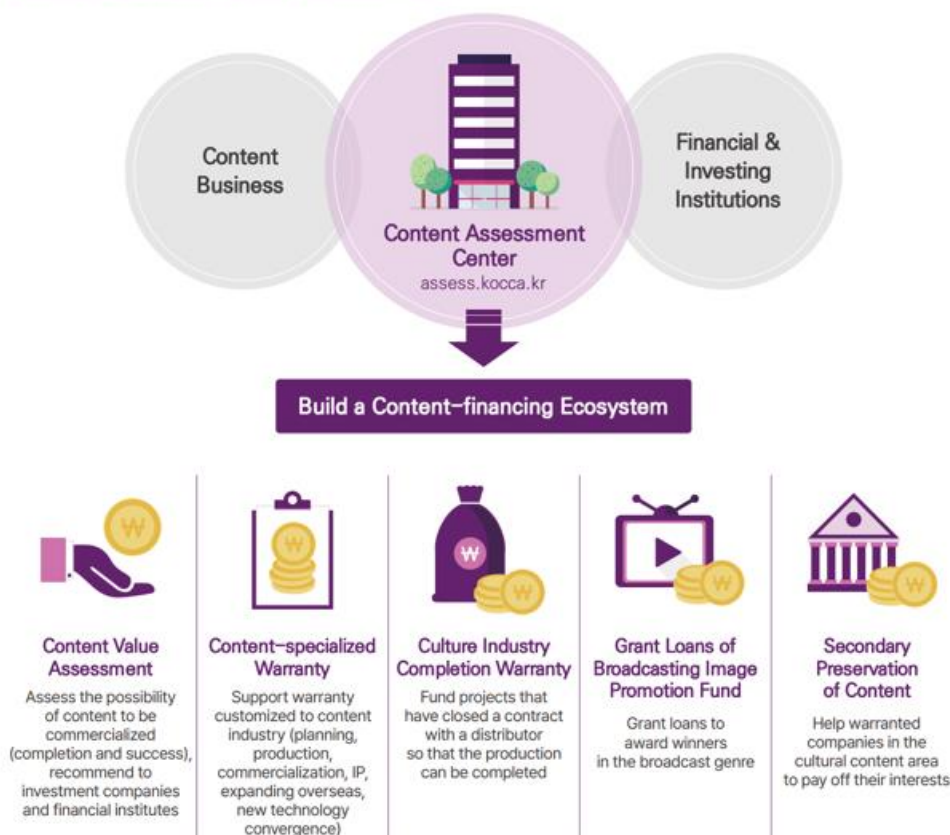 Content
Business
Content Assessment
Center
assess.kocca.kr
Financial &
Investing
Institutions
Build a Content-financing Ecosystem
₩
Content Value
Assessment
Assess the possibility
of content to be
commercialized
(completion and success),
recommend to
investment companies
and financial institutes
₩
Content-specialized
Warranty
Support warranty
customized to content
industry (planning,
production,
commercialization, IP,
expanding overseas,
new technology
convergence)
₩
₩
Culture Industry
Completion Warranty
Fund projects that
have closed a contract
with a distributor
so that the production
can be completed
₩
Grant Loans of
Broadcasting Image
Promotion Fund
Grant loans to
award winners
in the broadcast genre
₩
Secondary
Preservation
of Content
Help warranted
companies in the
cultural content area
to pay off their interests